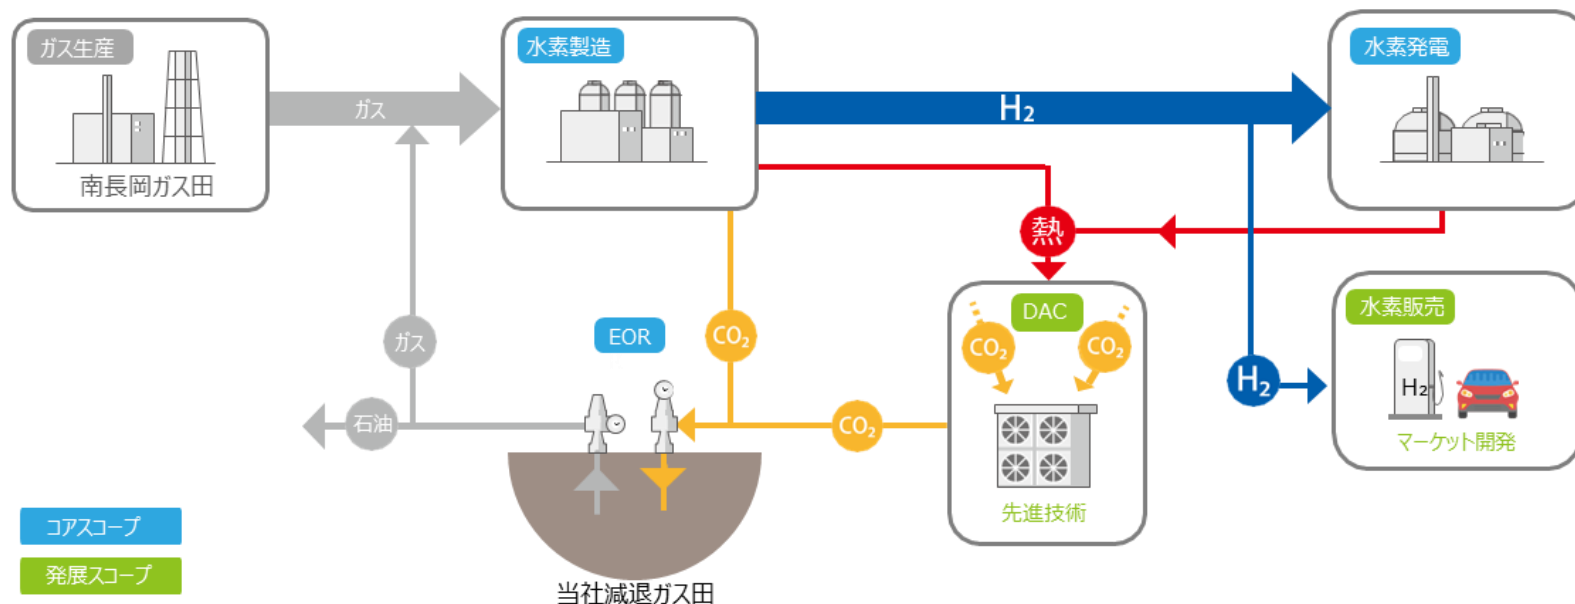 ガス生産
南長岡ガス田
ガス
水素製造
H₂
水素発電
熱
ガス
EOR
CO₂
DAC
CO₂
CO₂
先進技術
水素販売
H₂
H₂
マーケット開発
石油
CO₂
当社減退ガス田
コアスコープ
発展スコープ